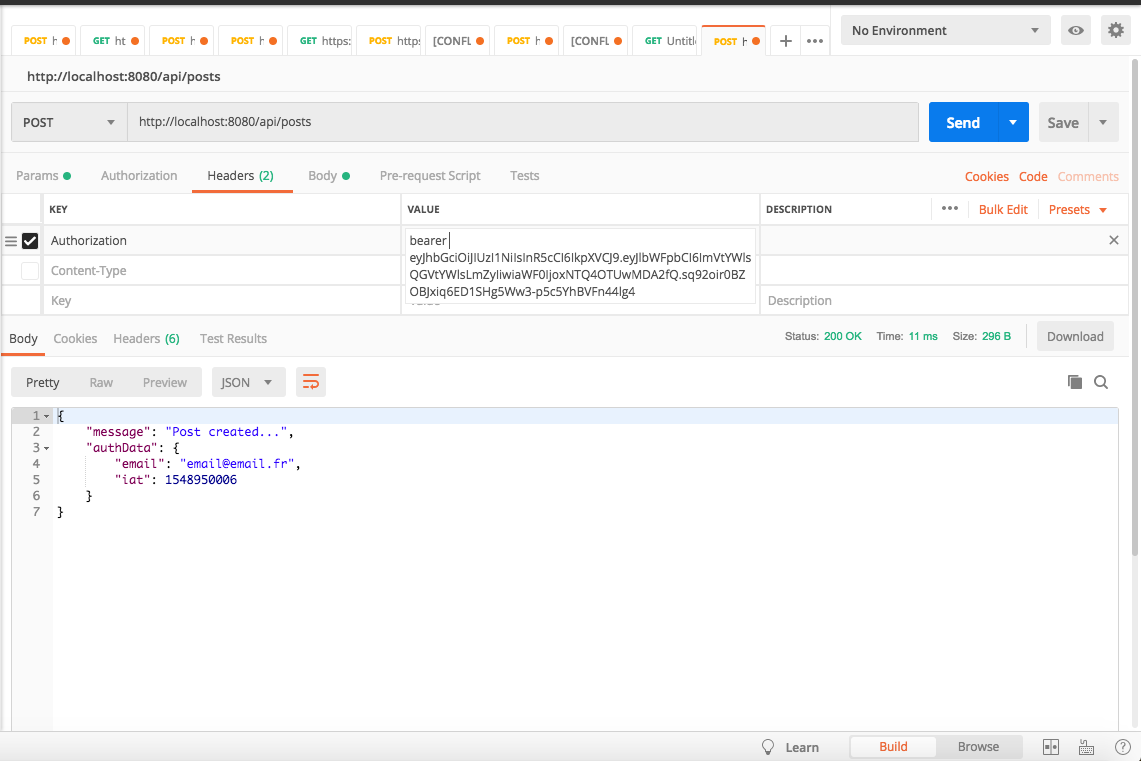 POST h GET ht POST h POST h GET https: POST https [CONFL POST h [CONFL GET Untitl POST h No Environment
http://localhost:8080/api/posts
POST http://localhost:8080/api/posts Send Save
Params Authorization Headers (2) Body Pre-request Script Tests Cookies Code Comments
KEY VALUE DESCRIPTION Bulk Edit Presets
Authorization bearer
eyJhbGciOiJIUzI1NiIsInR5cCI6IkpXVCJ9.eyJlbWFpbCI6ImVtYWls
Content-Type QGVtYWlsLmZyIiwiaWF0IjoxNTQ4OTUwMDA2fQ.sq92oir0BZ
OBJxiq6ED1SHg5Ww3-p5c5YhBVFn44lg4
Key Description
Body Cookies Headers (6) Test Results Status: 200 OK Time: 11 ms Size: 296 B Download
Pretty Raw Preview JSON
1 {
2 "message": "Post created...",
3 "authData": {
4 "email": "email@email.fr",
5 "iat": 1548950006
6 }
7 }
Learn Build Browse